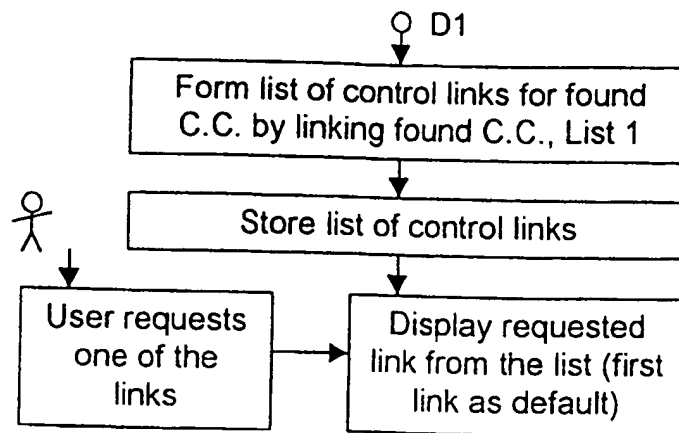 D1
Form list of control links for found
C.C. by linking found C.C., List 1
Store list of control links
User requests
one of the
links
Display requested
link from the list (first
link as default)